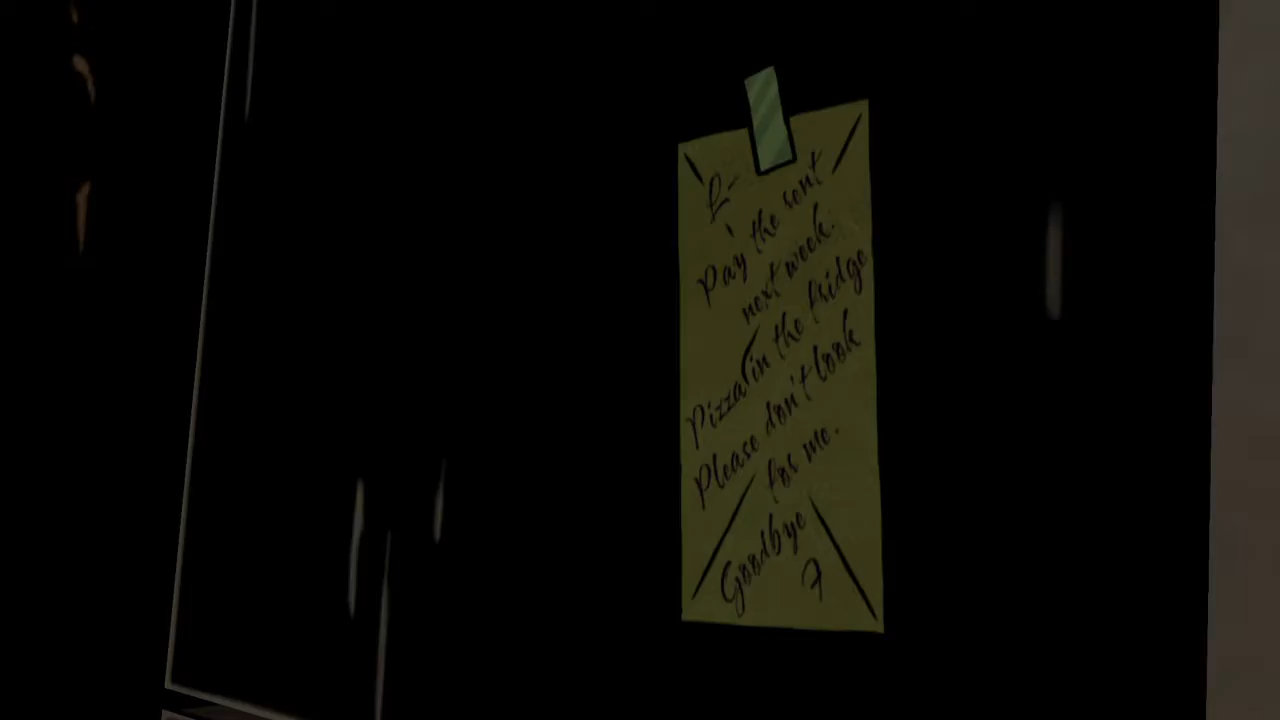 E-
Pay the rent
next week.
Pizza in the fridge
Please don't look
for me.
Goodbye
F